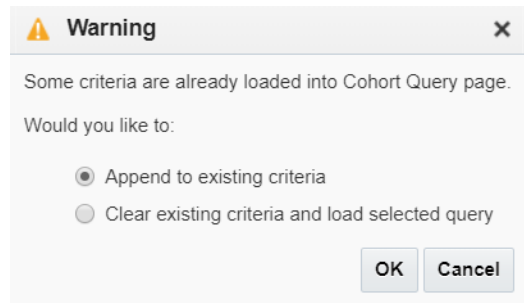 Warning
Some criteria are already loaded into Cohort Query page.
Would you like to:
Append to existing criteria
Clear existing criteria and load selected query
OK Cancel